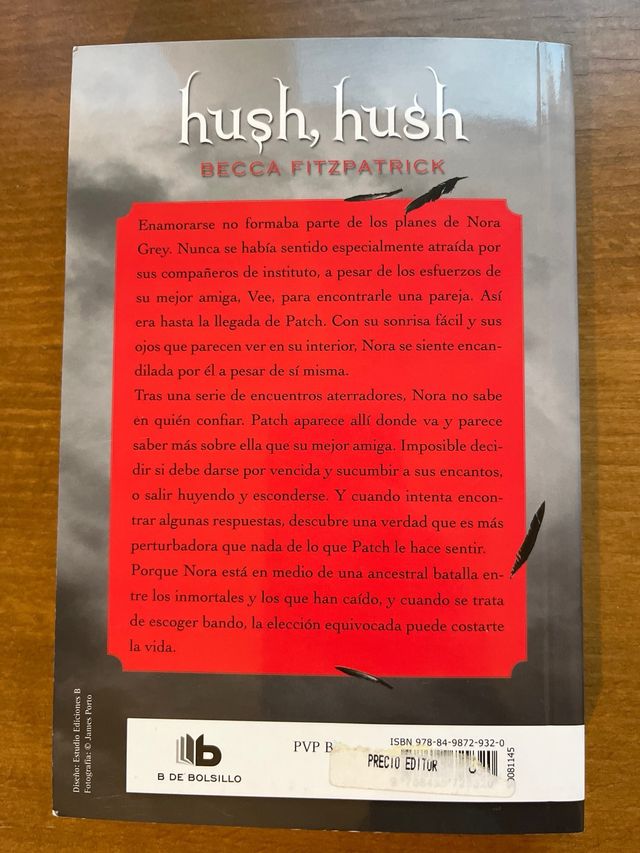 hush, hush
BECCA FITZPATRICK
Enamorarse no formaba parte de los planes de Nora
Grey. Nunca se había sentido especialmente atraída por
sus compañeros de instituto, a pesar de los esfuerzos de
su mejor amiga, Vee, para encontrarle una pareja. Así
era hasta la llegada de Patch. Con su sonrisa fácil y sus
ojos que parecen ver en su interior, Nora se siente encan-
dilada por él a pesar de sí misma.
Tras una serie de encuentros aterradores, Nora no sabe
en quién confiar. Patch aparece allí donde va y parece
saber más sobre ella que su mejor amiga. Imposible deci-
dir si debe darse por vencida y sucumbir a sus encantos,
o salir huyendo y esconderse. Y cuando intenta encon-
trar algunas respuestas, descubre una verdad que es más
perturbadora que nada de lo que Patch le hace sentir.
Porque Nora está en medio de una ancestral batalla en-
tre los inmortales y los que han caído, y cuando se trata
de escoger bando, la elección equivocada puede costarte
la vida.
Diseño: Estudio Ediciones B
Fotografía: © James Porto
b
B DE BOLSILLO
PVP B
ISBN 978-84-9872-932-0
PRECIO EDITOR
0081145